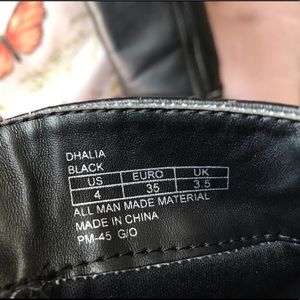 DHALIA
BLACK
US EURO UK
4 35 3.5
ALL MAN MADE MATERIAL
MADE IN CHINA
PM-45 G/O